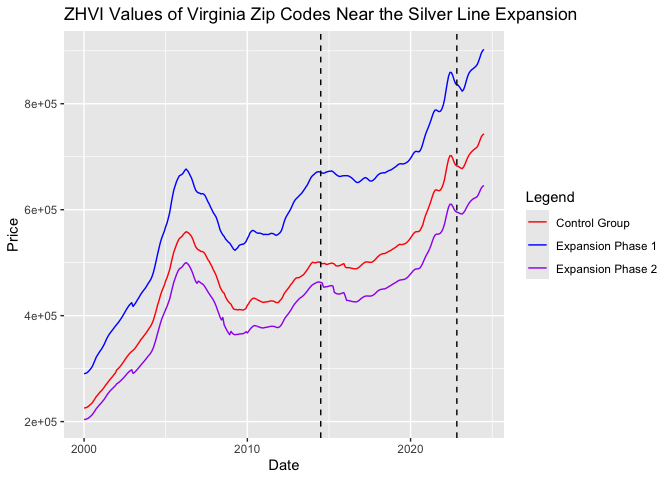 ZHVI Values of Virginia Zip Codes Near the Silver Line Expansion
Price
8e+05
6e+05
4e+05
2e+05
2000
2010
2020
Date
Legend
Control Group
Expansion Phase 1
Expansion Phase 2